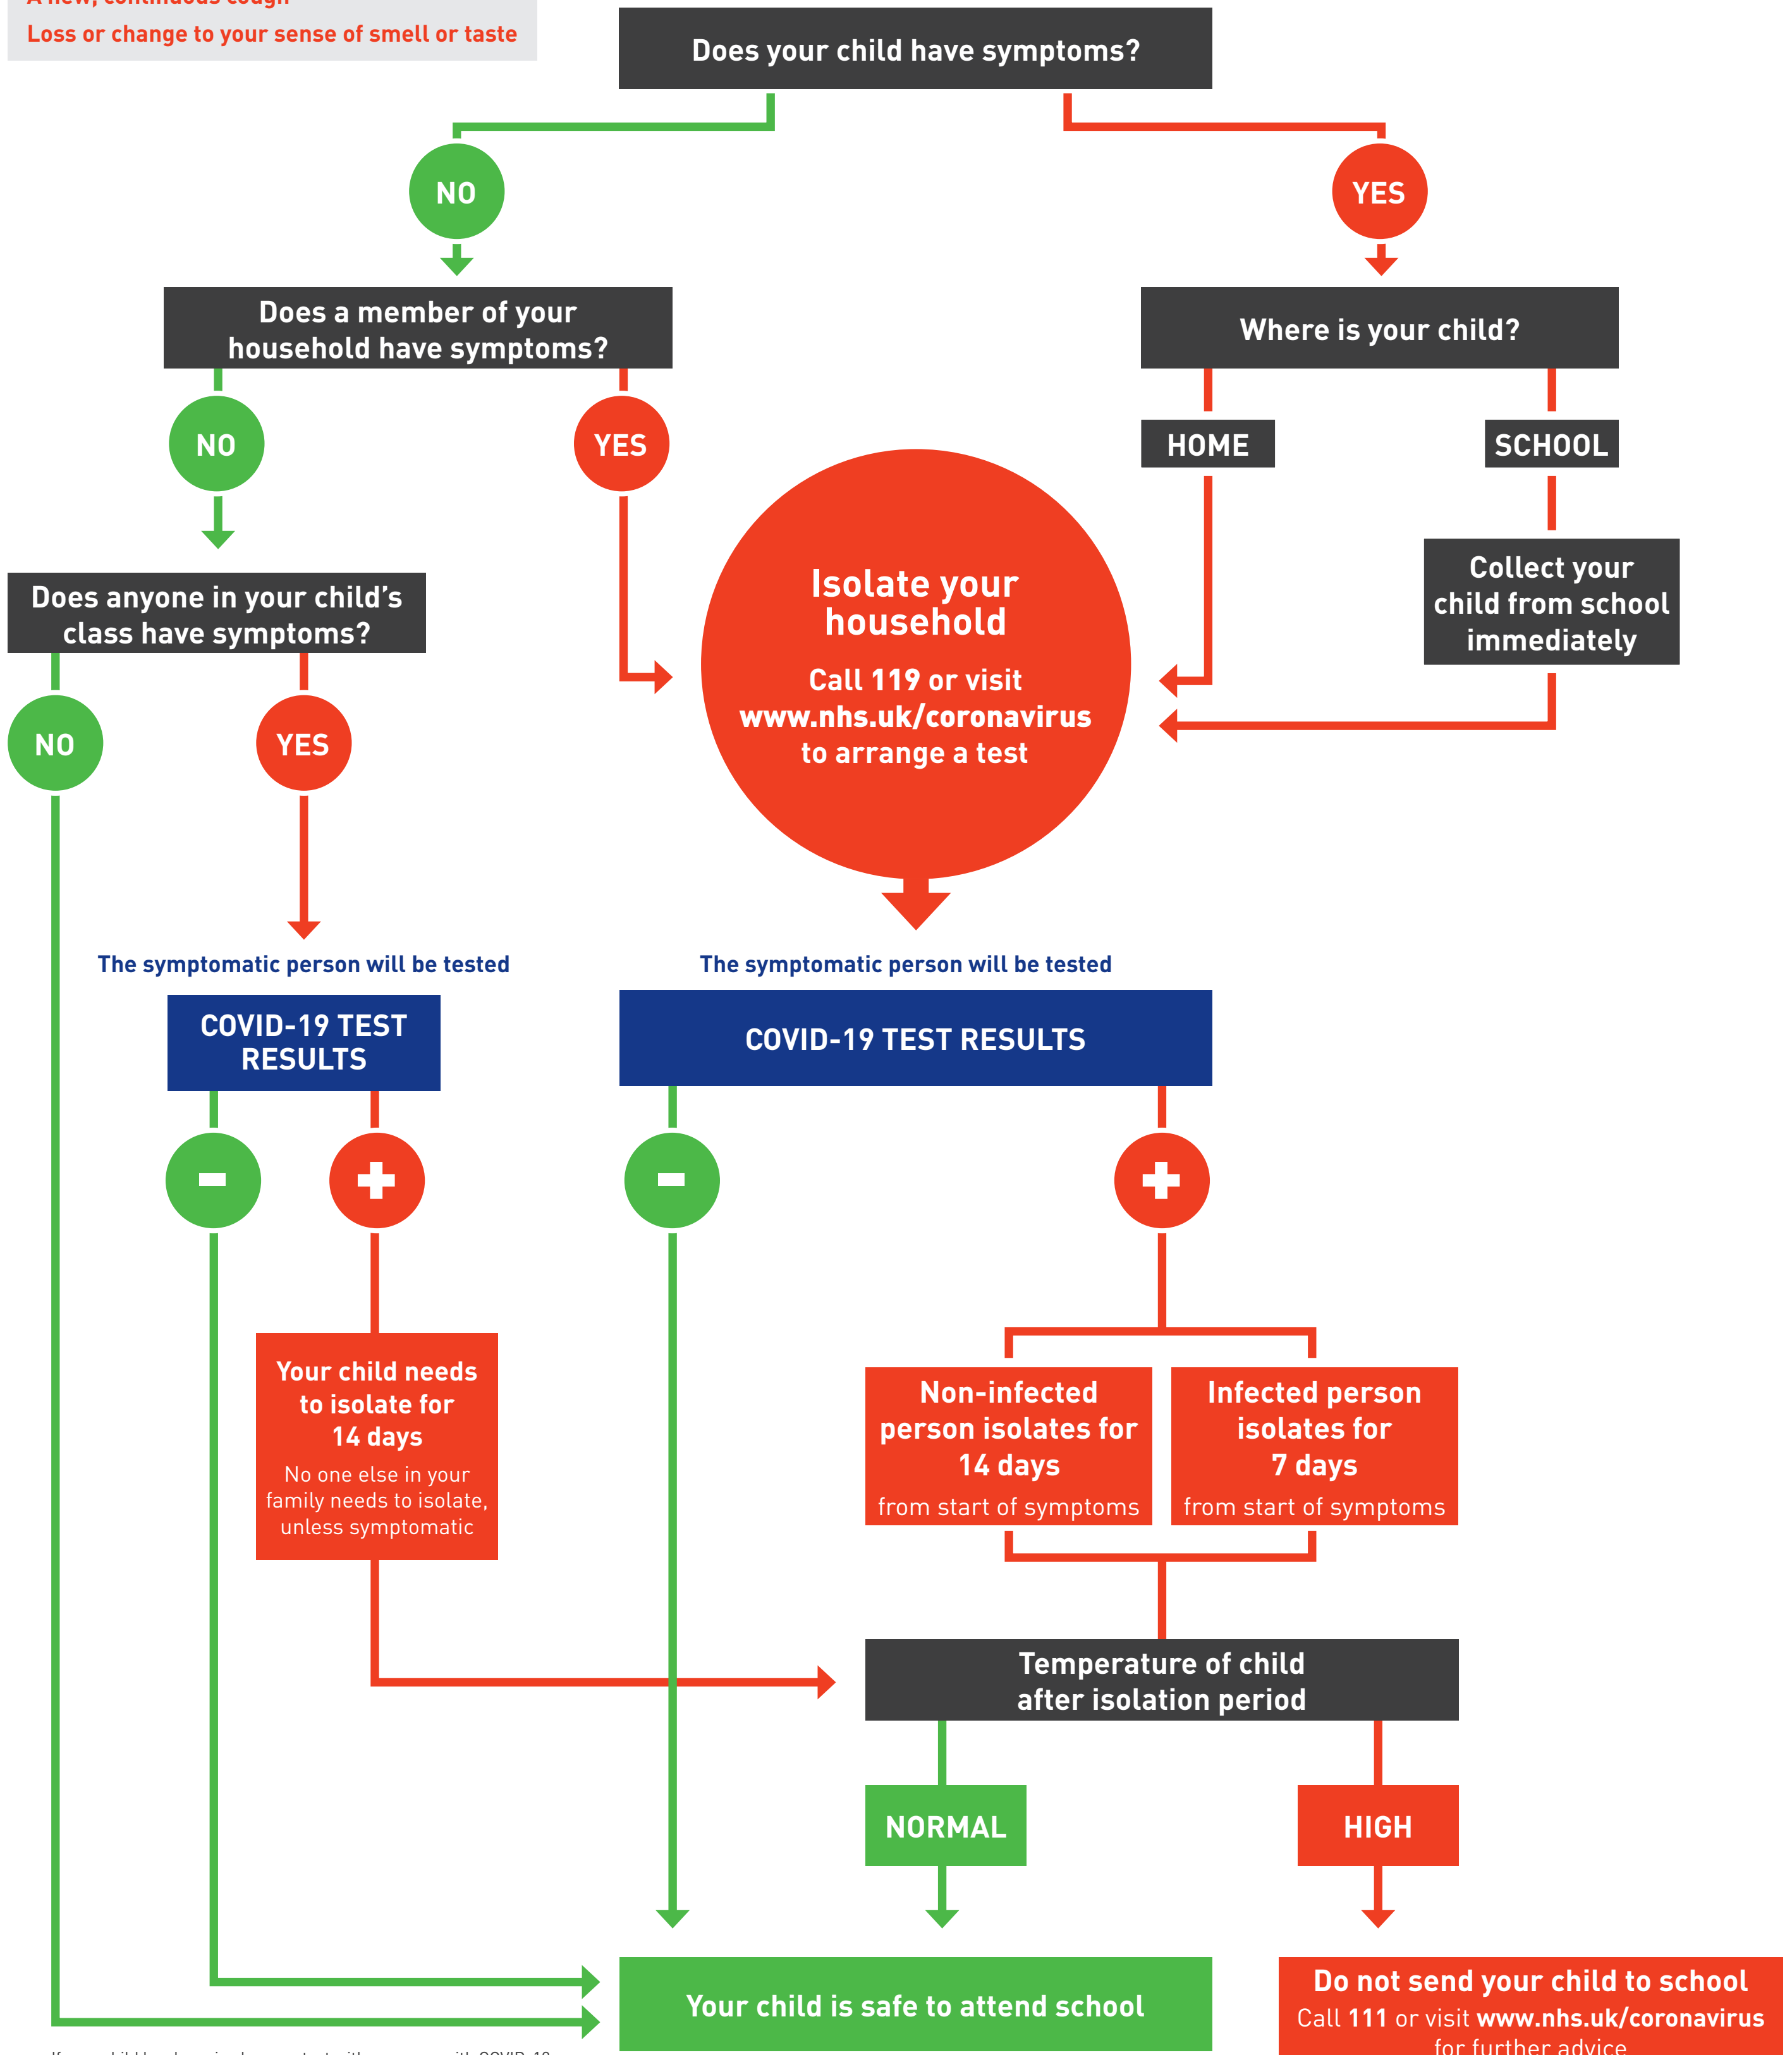 A new, continuous cough
Loss or change to your sense of smell or taste
Does your child have symptoms?
NO
YES
Does a member of your
household have symptoms?
Where is your child?
NO
YES
HOME
SCHOOL
Does anyone in your child’s
class have symptoms?
Isolate your
household
Call 119 or visit
www.nhs.uk/coronavirus
to arrange a test
Collect your
child from school
immediately
NO
YES
The symptomatic person will be tested
The symptomatic person will be tested
COVID-19 TEST
RESULTS
COVID-19 TEST RESULTS
-
+
-
+
Your child needs
to isolate for
14 days
No one else in your
family needs to isolate,
unless symptomatic
Non-infected
person isolates for
14 days
from start of symptoms
Infected person
isolates for
7 days
from start of symptoms
Temperature of child
after isolation period
NORMAL
HIGH
Your child is safe to attend school
Do not send your child to school
Call 111 or visit www.nhs.uk/coronavirus
for further advice